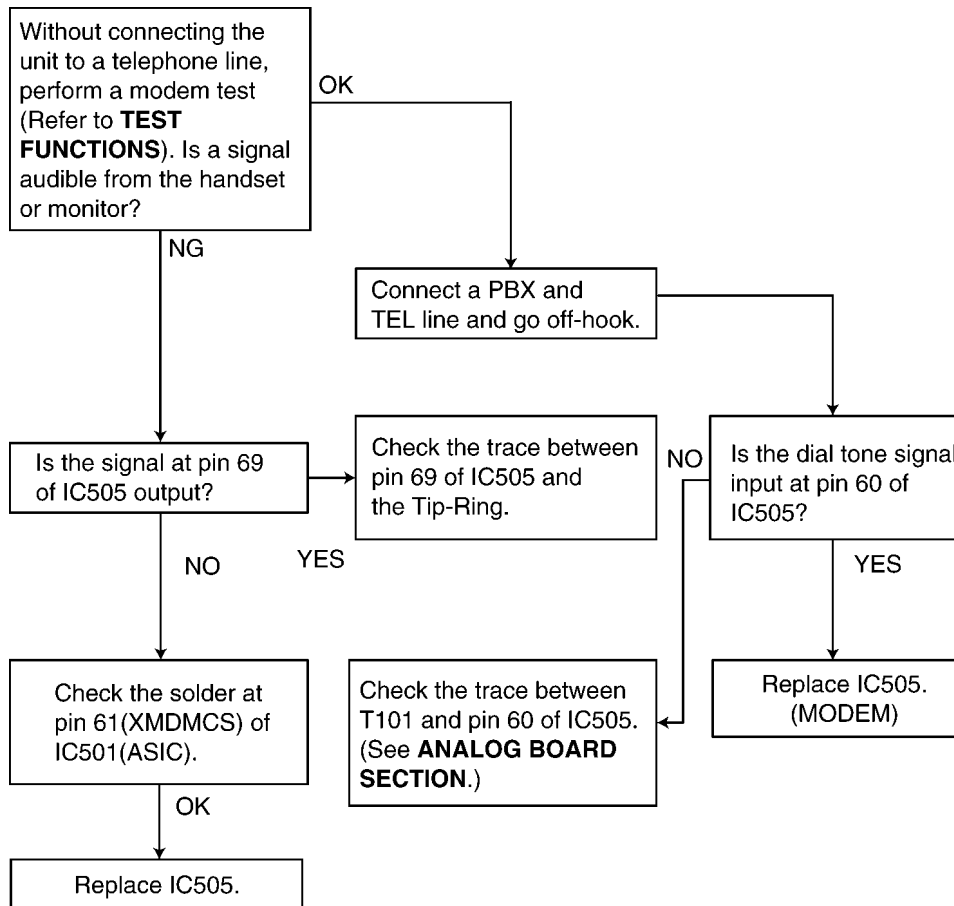 Without connecting the
unit to a telephone line,
perform a modem test
(Refer to TEST
FUNCTIONS). Is a signal
audible from the handset
or monitor?
OK
NG
Connect a PBX and
TEL line and go off-hook.
Is the signal at pin 69
of IC505 output?
YES
Check the trace between
pin 69 of IC505 and
the Tip-Ring.
NO
Is the dial tone signal
input at pin 60 of
IC505?
NO
YES
Check the solder at
pin 61(XMDMCS) of
IC501(ASIC).
Check the trace between
T101 and pin 60 of IC505.
(See ANALOG BOARD
SECTION.)
Replace IC505.
(MODEM)
OK
Replace IC505.